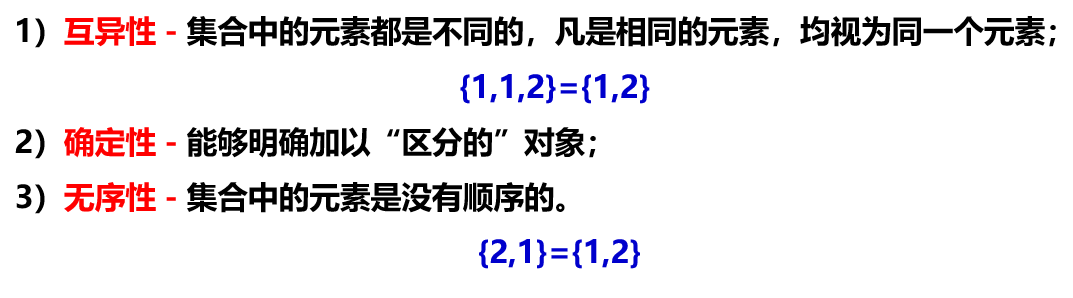 1）互异性 - 集合中的元素都是不同的，凡是相同的元素，均视为同一个元素；
{1,1,2}={1,2}
2）确定性 - 能够明确加以“区分的”对象；
3）无序性 - 集合中的元素是没有顺序的。
{2,1}={1,2}